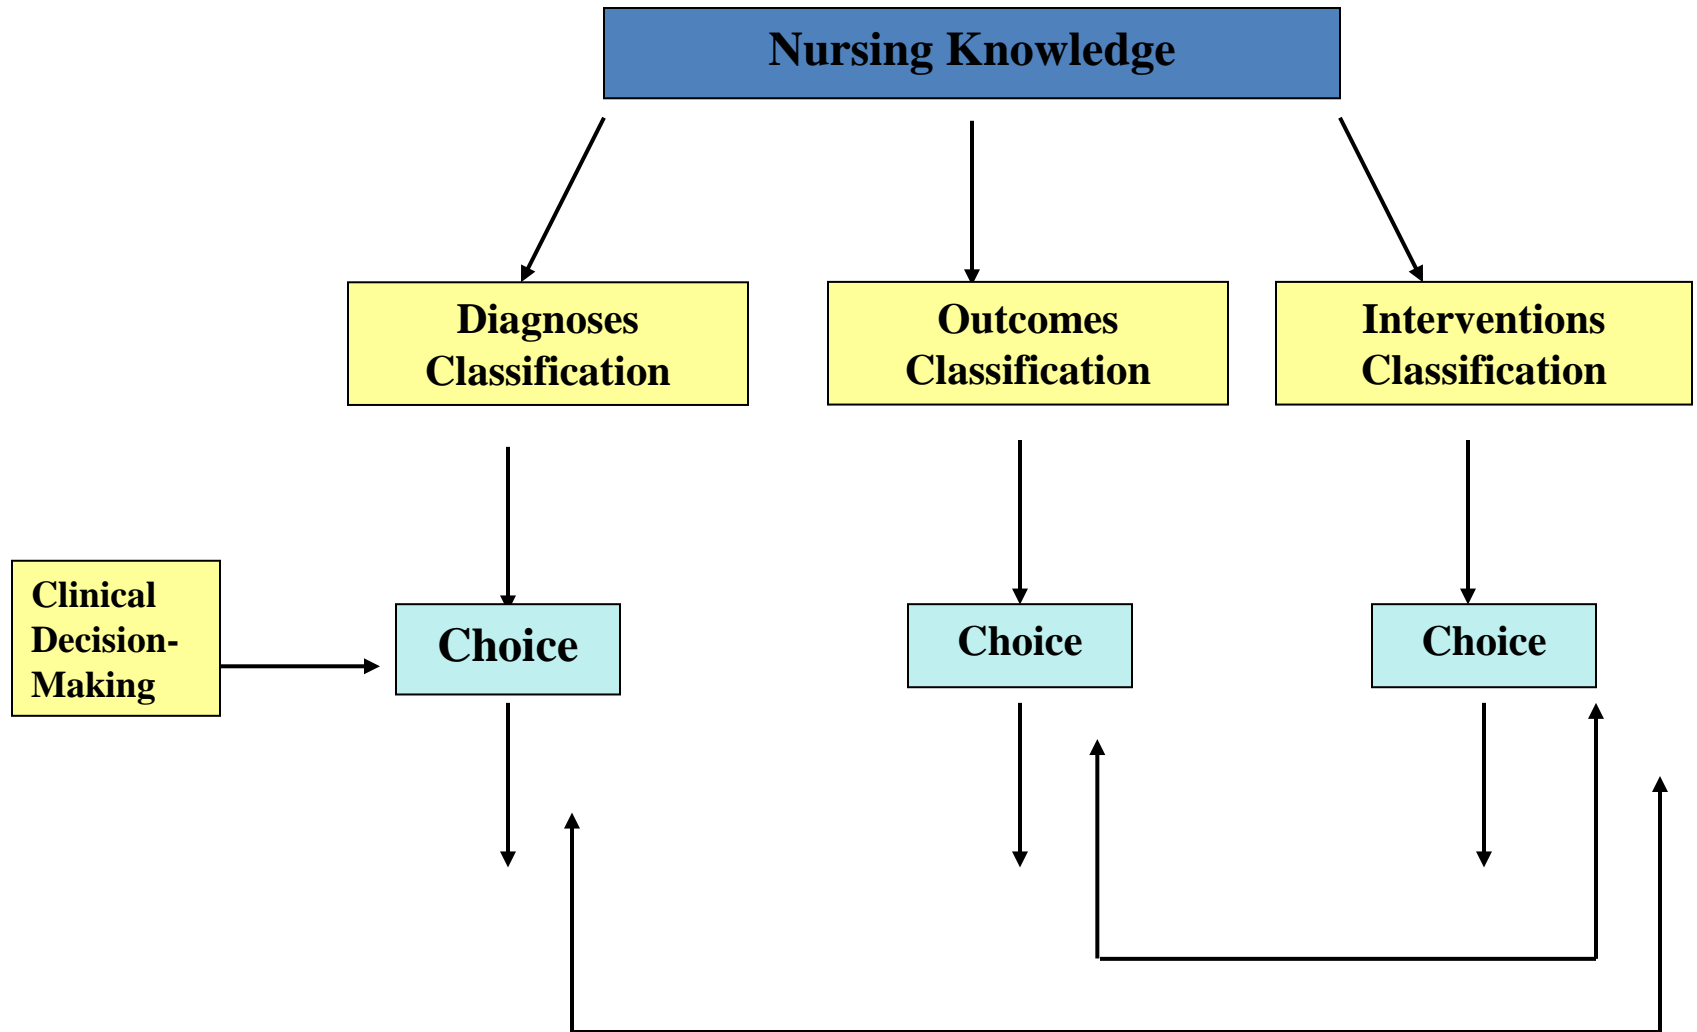 Nursing Knowledge
Diagnoses
Classification
Outcomes
Classification
Interventions
Classification
Clinical
Decision-
Making
Choice
Choice
Choice